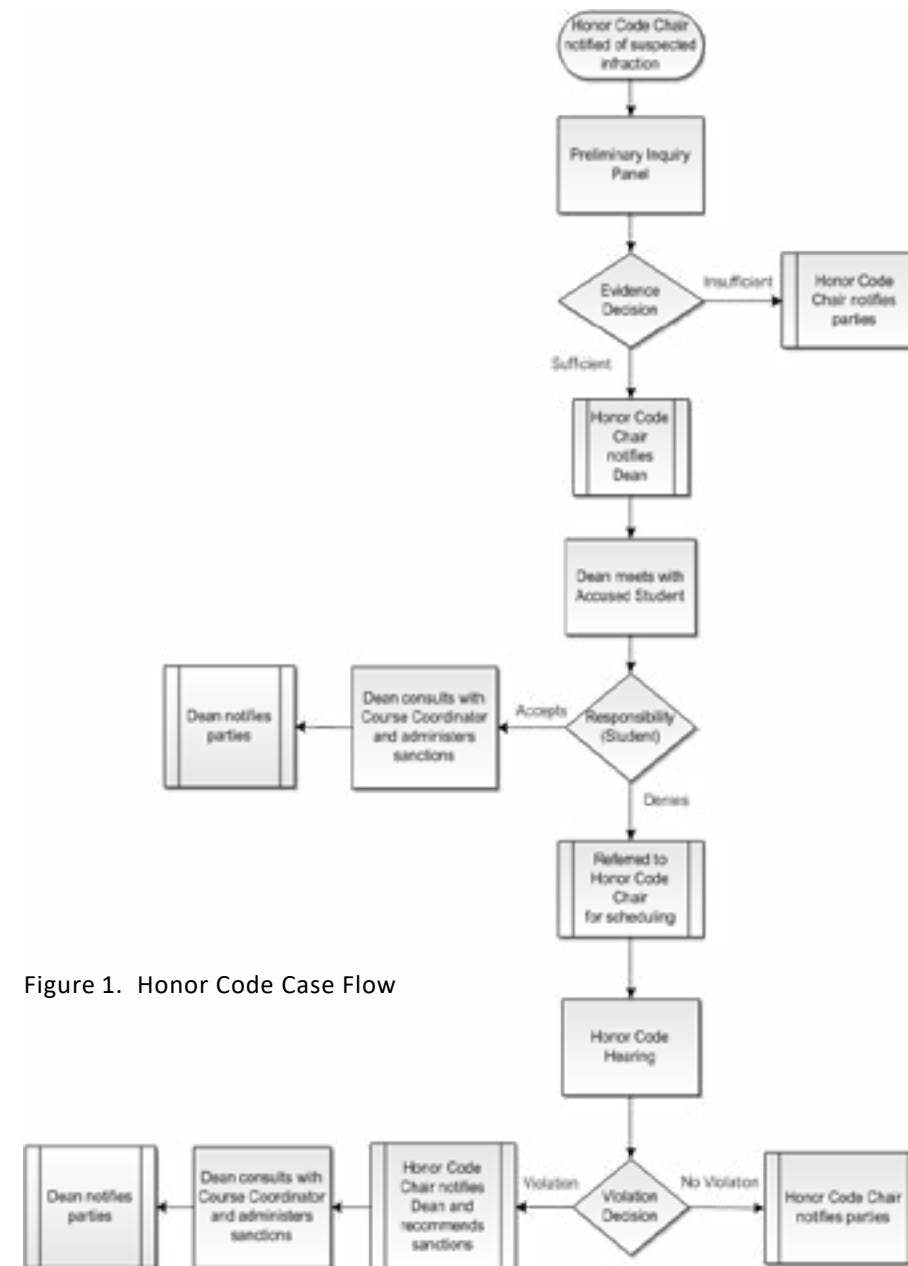 Honor Code Chair
notified of suspected
infraction
Preliminary Inquiry
Panel
Evidence
Decision
Insufficient
Honor Code
Chair notifies
parties
Sufficient
Honor Code
Chair
notifies
Dean
Dean meets with
Accused Student
Responsibility
(Student)
Accepts
Dean consults with
Course Coordinator
and administers
sanctions
Dean notifies
parties
Denies
Referred to
Honor Code
Chair
for scheduling
Figure 1. Honor Code Case Flow
Honor Code
Hearing
Violation
Decision
No Violation
Honor Code Chair
notifies parties
Violation
Honor Code
Chair notifies
Dean and
recommends
sanctions
Dean consults with
Course Coordinator
and administers
sanctions
Dean notifies
parties